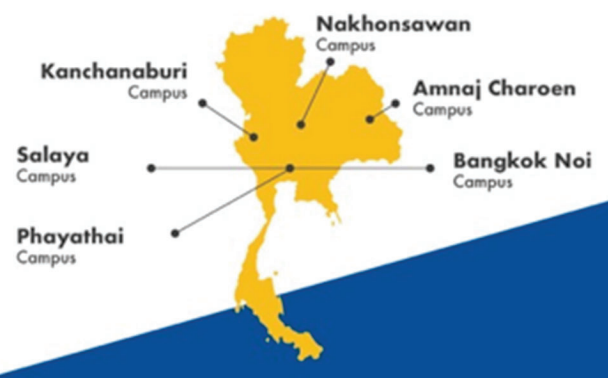 Nakhonsawan
Campus
Kanchanaburi
Campus
Amnaj Charoen
Campus
Salaya
Campus
Bangkok Noi
Campus
Phayathai
Campus